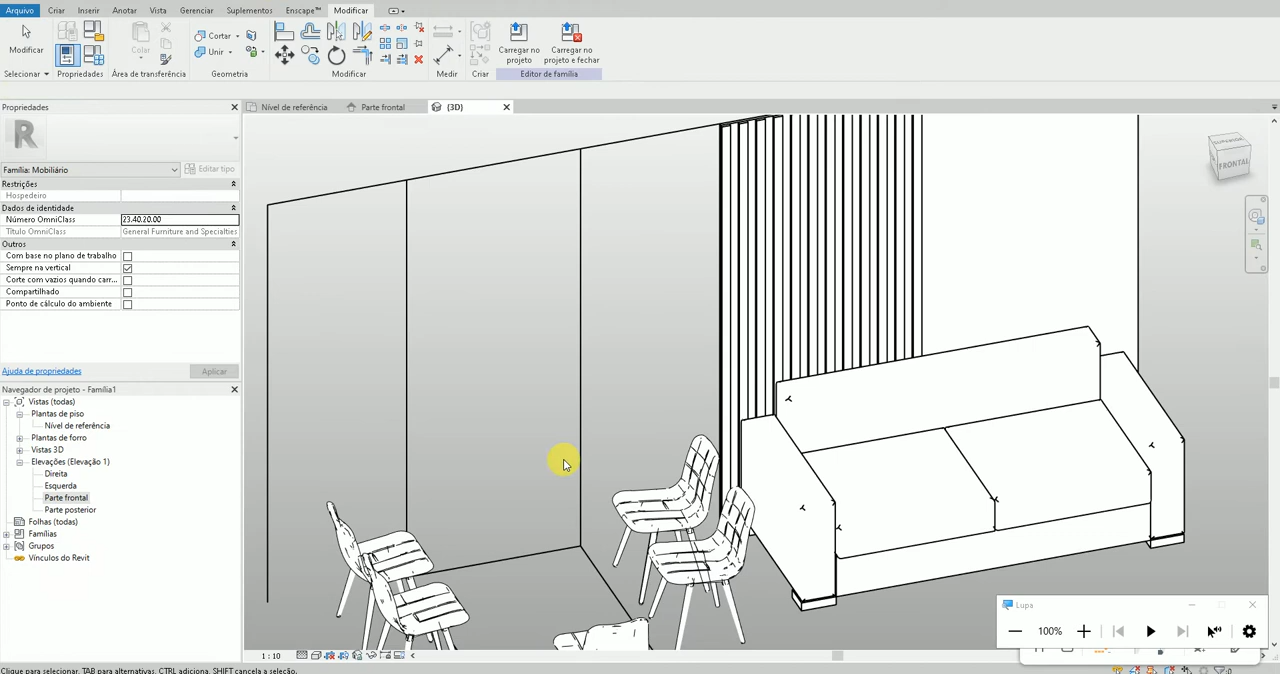 Arquivo Criar Inserir Anotar Vista Gerenciar Suplementos Enscape™ Modificar
Modificar
Colar
Cortar
Unir
Carregar no projeto
Carregar no projeto e fechar
Selecionar Propriedades Área de transferência Geometria Modificar Medir Criar Editor de família
Propriedades
Nível de referência Parte frontal {3D}
R
FRONTAL
Família: Mobiliário Editar tipo
Restrições
Hospedeiro
Dados de identidade
Número OmniClass 23.40.20.00
Título OmniClass General Furniture and Specialties
Outros
Com base no plano de trabalho
Sempre na vertical
Corte com vazios quando carr...
Compartilhado
Ponto de cálculo do ambiente
Ajuda de propriedades Aplicar
Navegador de projeto - Família1
Vistas (todas)
Plantas de piso
Nível de referência
Plantas de forro
Vistas 3D
Elevações (Elevação 1)
Direita
Esquerda
Parte frontal
Parte posterior
Folhas (todas)
Famílias
Grupos
Vínculos do Revit
Lupa
100%
1 : 10
Clique para selecionar, TAB para alternativas, CTRL adiciona, SHIFT cancela a seleção.
:0